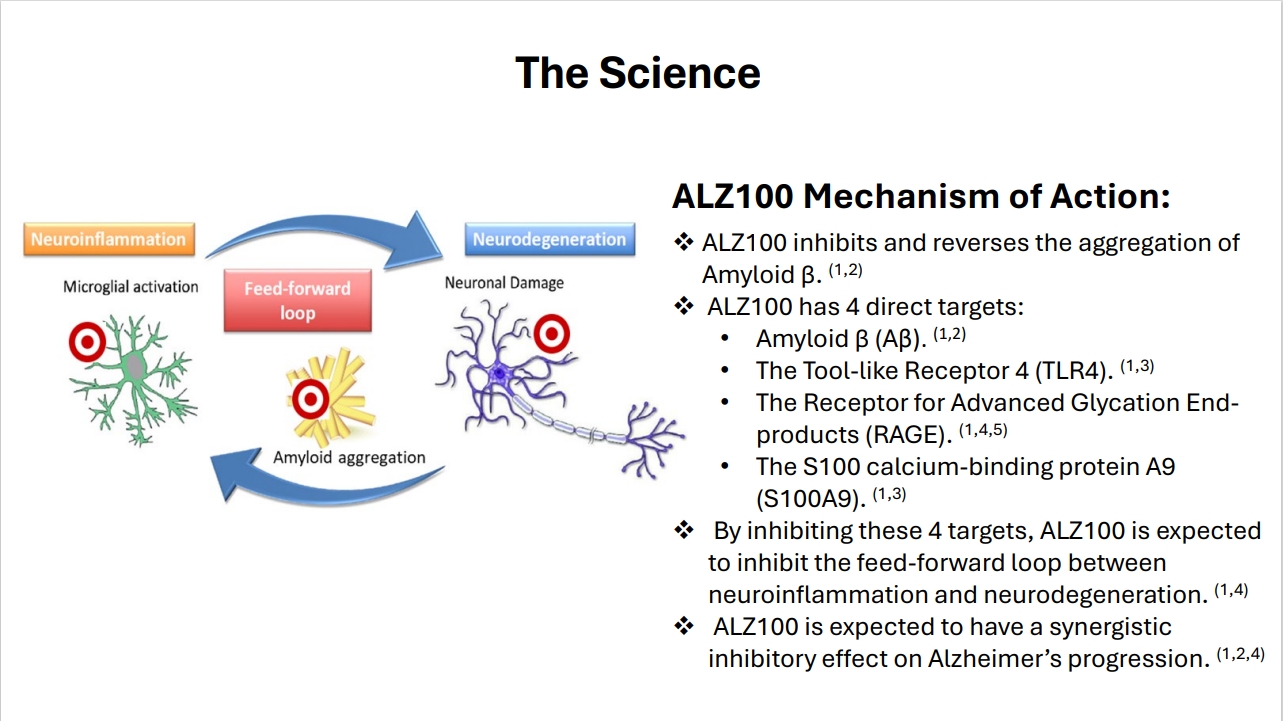 The Science
Neuroinflammation
Neurodegeneration
Microglial activation
Feed-forward
loop
Neuronal Damage
Amyloid aggregation
ALZ100 Mechanism of Action:
❖ ALZ100 inhibits and reverses the aggregation of
Amyloid β. (1,2)
❖ ALZ100 has 4 direct targets:
• Amyloid β (Aβ). (1,2)
• The Tool-like Receptor 4 (TLR4). (1,3)
• The Receptor for Advanced Glycation End-
products (RAGE). (1,4,5)
• The S100 calcium-binding protein A9
(S100A9). (1,3)
❖ By inhibiting these 4 targets, ALZ100 is expected
to inhibit the feed-forward loop between
neuroinflammation and neurodegeneration. (1,4)
❖ ALZ100 is expected to have a synergistic
inhibitory effect on Alzheimer’s progression. (1,2,4)